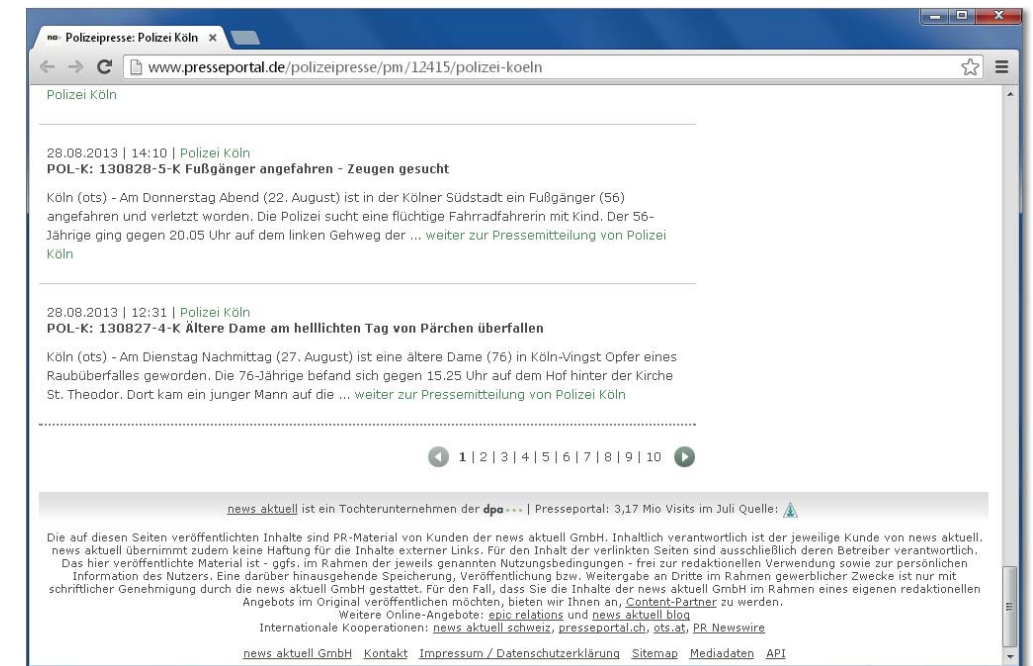 na· Polizeipresse: Polizei Köln ×
www.presseportal.de/polizeipresse/pm/12415/polizei-koeln
Polizei Köln
28.08.2013 | 14:10 | Polizei Köln
POL-K: 130828-5-K Fußgänger angefahren - Zeugen gesucht
Köln (ots) - Am Donnerstag Abend (22. August) ist in der Kölner Südstadt ein Fußgänger (56)
angefahren und verletzt worden. Die Polizei sucht eine flüchtige Fahrradfahrerin mit Kind. Der 56-
Jährige ging gegen 20.05 Uhr auf dem linken Gehweg der ... weiter zur Pressemitteilung von Polizei
Köln
28.08.2013 | 12:31 | Polizei Köln
POL-K: 130827-4-K Ältere Dame am helllichten Tag von Pärchen überfallen
Köln (ots) - Am Dienstag Nachmittag (27. August) ist eine ältere Dame (76) in Köln-Vingst Opfer eines
Raubüberfalles geworden. Die 76-Jährige befand sich gegen 15.25 Uhr auf dem Hof hinter der Kirche
St. Theodor. Dort kam ein junger Mann auf die ... weiter zur Pressemitteilung von Polizei Köln
1 | 2 | 3 | 4 | 5 | 6 | 7 | 8 | 9 | 10
news aktuell ist ein Tochterunternehmen der dpa | Presseportal: 3,17 Mio Visits im Juli Quelle:
Die auf diesen Seiten veröffentlichten Inhalte sind PR-Material von Kunden der news aktuell GmbH. Inhaltlich verantwortlich ist der jeweilige Kunde von news aktuell.
news aktuell übernimmt zudem keine Haftung für die Inhalte externer Links. Für den Inhalt der verlinkten Seiten sind ausschließlich deren Betreiber verantwortlich.
Das hier veröffentlichte Material ist - ggfs. im Rahmen der jeweils genannten Nutzungsbedingungen - frei zur redaktionellen Verwendung sowie zur persönlichen
Information des Nutzers. Eine darüber hinausgehende Speicherung, Veröffentlichung bzw. Weitergabe an Dritte im Rahmen gewerblicher Zwecke ist nur mit
schriftlicher Genehmigung durch die news aktuell GmbH gestattet. Für den Fall, dass Sie die Inhalte der news aktuell GmbH im Rahmen eines eigenen redaktionellen
Angebots im Original veröffentlichen möchten, bieten wir Ihnen an, Content-Partner zu werden.
Weitere Online-Angebote: epic relations und news aktuell blog
Internationale Kooperationen: news aktuell schweiz, presseportal.ch, ots.at, PR Newswire
news aktuell GmbH Kontakt Impressum / Datenschutzerklärung Sitemap Mediadaten API